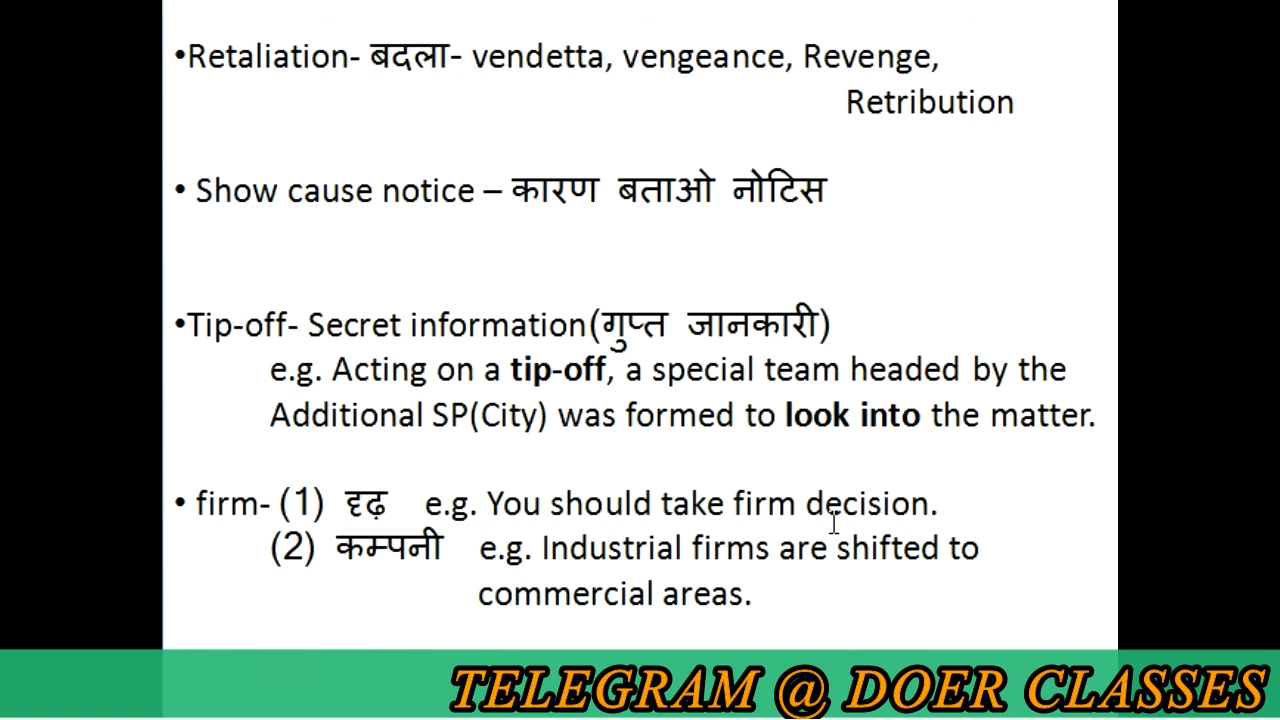 •Retaliation- बदला- vendetta, vengeance, Revenge,
Retribution
• Show cause notice – कारण बताओ नोटिस
•Tip-off- Secret information(गुप्त जानकारी)
e.g. Acting on a tip-off, a special team headed by the
Additional SP(City) was formed to look into the matter.
• firm- (1) दृढ़ e.g. You should take firm decision.
(2) कम्पनी e.g. Industrial firms are shifted to
commercial areas.
TELEGRAM @ DOER CLASSES